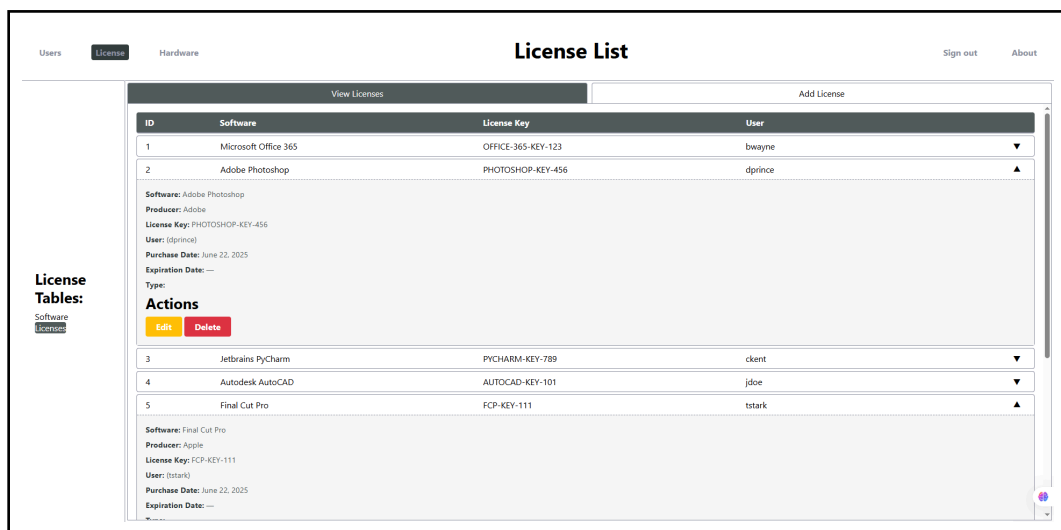 Users License Hardware License List Sign out About
View Licenses Add License
ID Software License Key User
1 Microsoft Office 365 OFFICE-365-KEY-123 bwayne ▼
2 Adobe Photoshop PHOTOSHOP-KEY-456 dprince ▲
Software: Adobe Photoshop
Producer: Adobe
License Key: PHOTOSHOP-KEY-456
User: (dprince)
Purchase Date: June 22, 2025
Expiration Date: —
Type:
Actions
Edit Delete
License
Tables:
Software
Licenses
3 Jetbrains PyCharm PYCHARM-KEY-789 ckent ▼
4 Autodesk AutoCAD AUTOCAD-KEY-101 jdoe ▼
5 Final Cut Pro FCP-KEY-111 tstark ▲
Software: Final Cut Pro
Producer: Apple
License Key: FCP-KEY-111
User: (tstark)
Purchase Date: June 22, 2025
Expiration Date: —